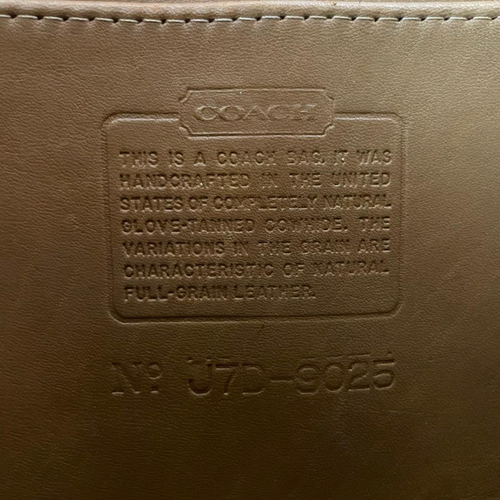 COACH
THIS IS A COACH BAG. IT WAS
HANDCRAFTED IN THE UNITED
STATES OF COMPLETELY NATURAL
GLOVE-TANNED COWHIDE. THE
VARIATIONS IN THE GRAIN ARE
CHARACTERISTIC OF NATURAL
FULL-GRAIN LEATHER.
Nº J7D-9025